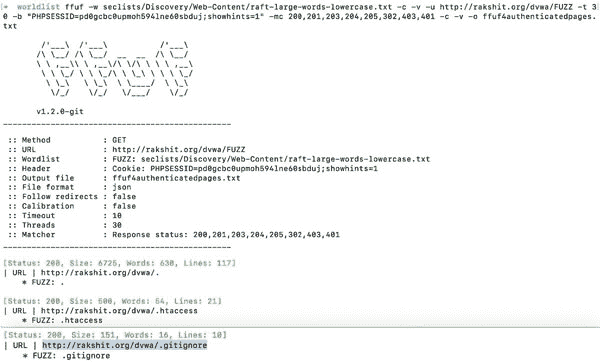 ➜ worldlist ffuf -w seclists/Discovery/Web-Content/raft-large-words-lowercase.txt -c -v -u http://rakshit.org/dvwa/FUZZ -t 3
0 -b "PHPSESSID=pd0gcbc0upmoh594lne60sbduj;showhints=1" -mc 200,201,203,204,205,302,403,401 -c -v -o ffuf4authenticatedpages.
txt
v1.2.0-git
:: Method : GET
:: URL : http://rakshit.org/dvwa/FUZZ
:: Wordlist : FUZZ: seclists/Discovery/Web-Content/raft-large-words-lowercase.txt
:: Header : Cookie: PHPSESSID=pd0gcbc0upmoh594lne60sbduj;showhints=1
:: Output file : ffuf4authenticatedpages.txt
:: File format : json
:: Follow redirects : false
:: Calibration : false
:: Timeout : 10
:: Threads : 30
:: Matcher : Response status: 200,201,203,204,205,302,403,401
[Status: 200, Size: 6725, Words: 630, Lines: 117]
| URL | http://rakshit.org/dvwa/.
* FUZZ: .
[Status: 200, Size: 500, Words: 54, Lines: 21]
| URL | http://rakshit.org/dvwa/.htaccess
* FUZZ: .htaccess
[Status: 200, Size: 151, Words: 16, Lines: 10]
| URL | http://rakshit.org/dvwa/.gitignore
* FUZZ: .gitignore